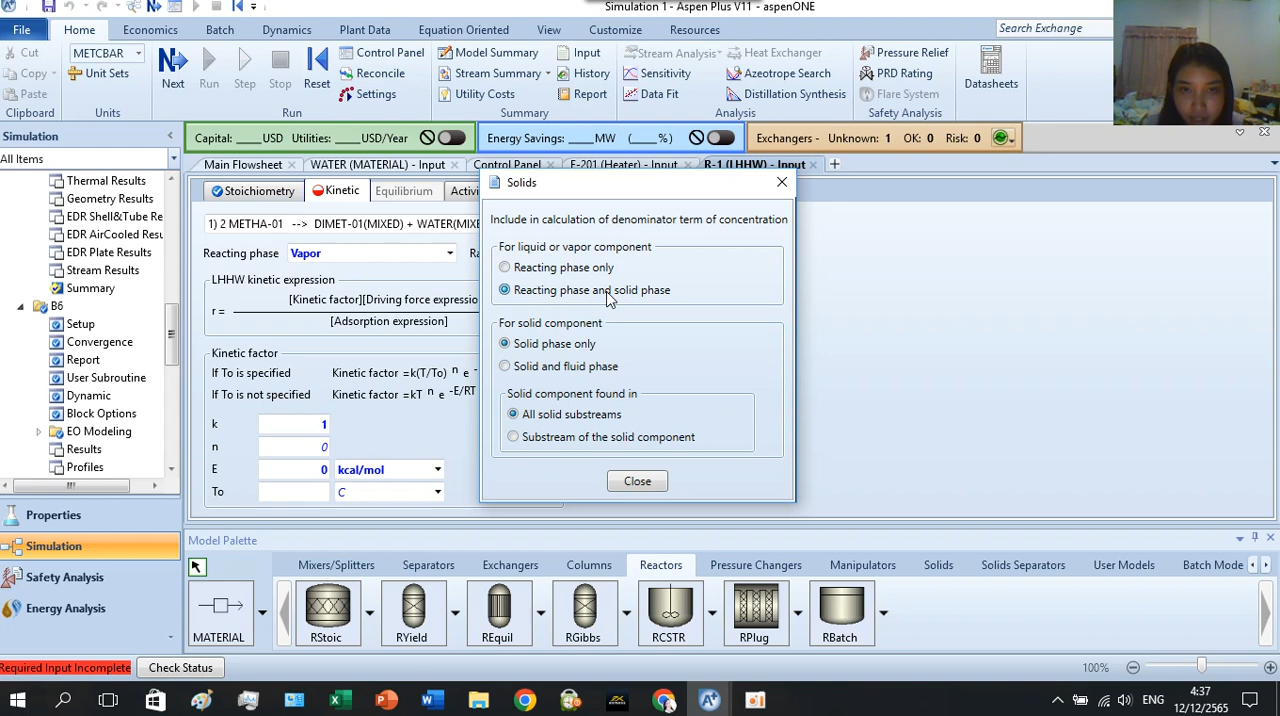 Simulation 1 - Aspen Plus V11 - aspenONE
File Home Economics Batch Dynamics PlantData Equation Oriented View Customize Resources Search Exchange
Cut METCBAR Control Panel Model Summary Input Stream Analysis Heat Exchanger Pressure Relief
Copy Unit Sets Next Run Step Stop Reset Reconcile Stream Summary History Sensitivity Azeotrope Search PRD Rating Datasheets
Paste Settings Utility Costs Report Data Fit Distillation Synthesis Flare System
Clipboard Units Run Summary Analysis Safety Analysis
Simulation Capital: USD Utilities: USD/Year Energy Savings: MW ( %) Exchangers - Unknown: 1 OK: 0 Risk: 0
All Items Main Flowsheet WATER (MATERIAL) - Input Control Panel E-201 (Heater) - Input R-1 (LHHW) - Input
Thermal Results
Geometry Results
EDR Shell&Tube Re
EDR AirCooled Resu
EDR Plate Results
Summary
B6
Setup
Convergence
Report
User Subroutine
Dynamic
Block Options
EO Modeling
Results
Profiles
Properties
Simulation
Safety Analysis
Energy Analysis
Stoichiometry Kinetic Equilibrium Activ
1) 2 METHA-01 --> DIMET-01(MIXED) + WATER(MIXE
Reacting phase Vapor Ra
LHHW kinetic expression
r =
[Kinetic factor][Driving force expressio
[Adsorption expression]
Kinetic factor
If To is specified Kinetic factor =k(T/To) n e -E/R
If To is not specified Kinetic factor =kT n e -E/RT
k 1
n 0
E 0 kcal/mol
To C
Solids
Include in calculation of denominator term of concentration
For liquid or vapor component
Reacting phase only
Reacting phase and solid phase
For solid component
Solid phase only
Solid and fluid phase
Solid component found in
All solid substreams
Substream of the solid component
Close
Model Palette
Mixers/Splitters Separators Exchangers Columns Reactors Pressure Changers Manipulators Solids Solids Separators User Models Batch Mode
MATERIAL RStoic RYield REquil RGibbs RCSTR RPlug RBatch
Required Input Incomplete Check Status 100%
ENG 4:37
12/12/2565